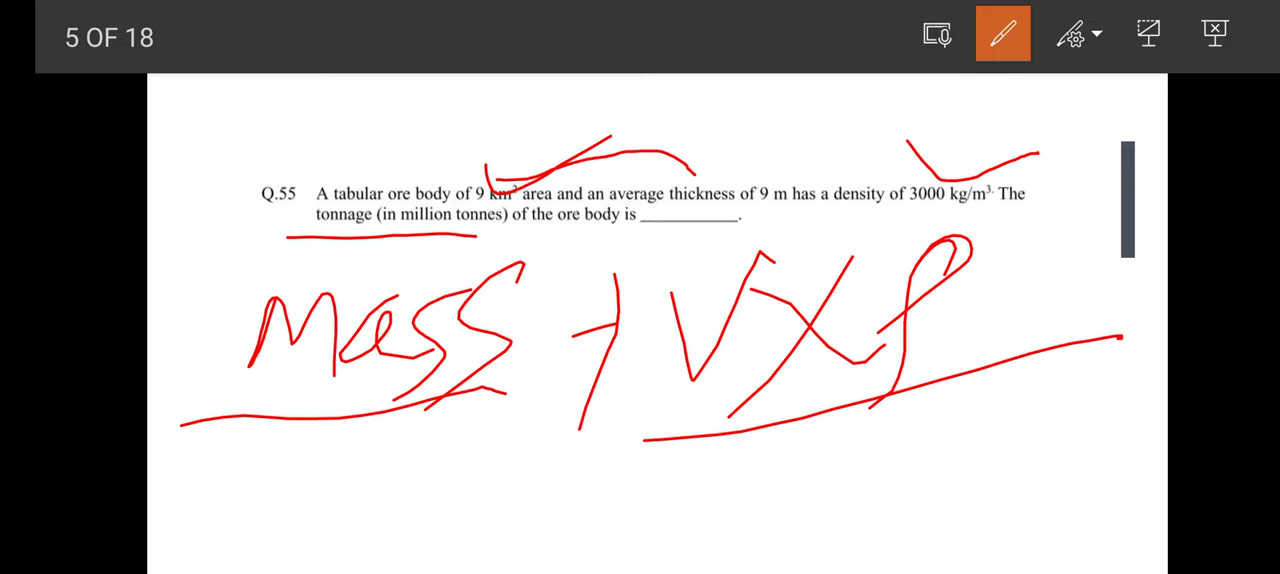 5 OF 18
Q.55 A tabular ore body of 9 km² area and an average thickness of 9 m has a density of 3000 kg/m³. The
tonnage (in million tonnes) of the ore body is ___________.
Mass = V × ρ